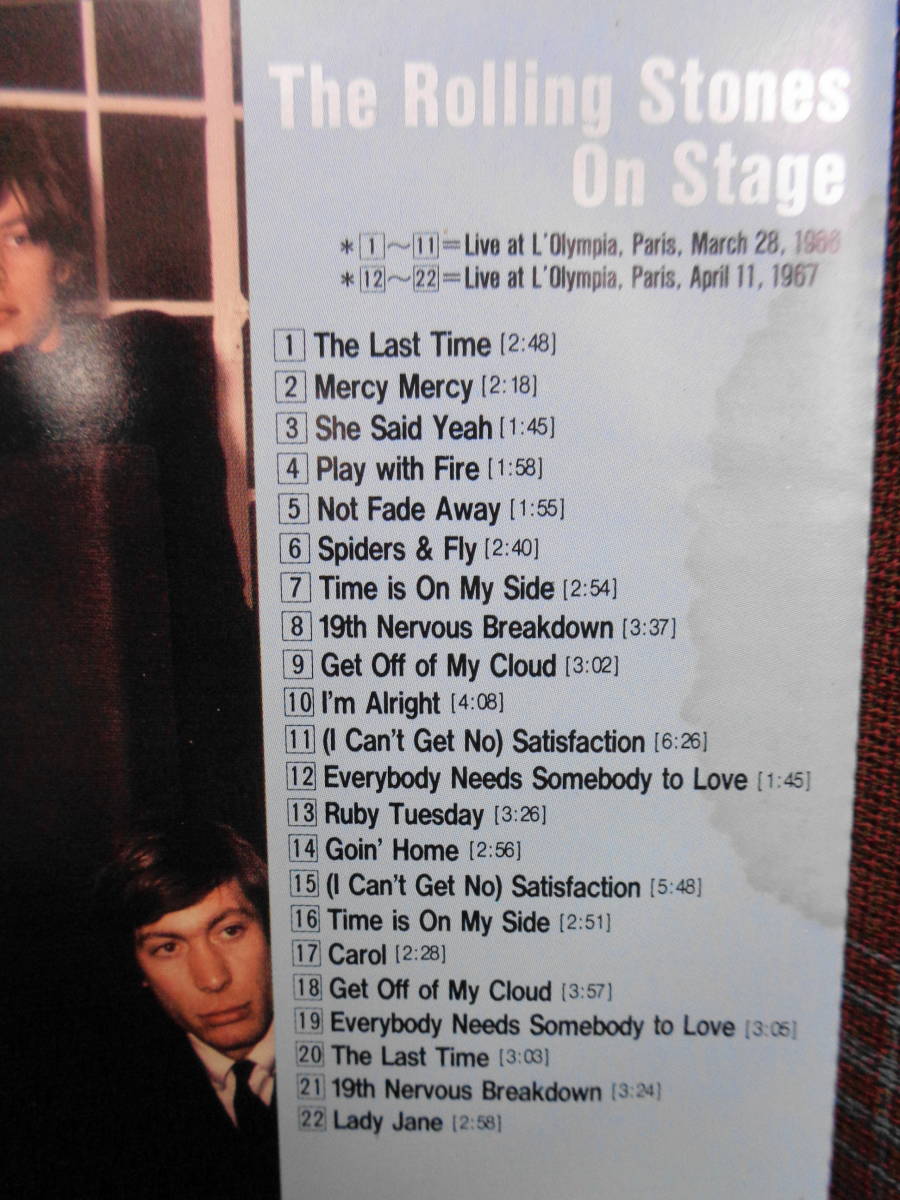 The Rolling Stones
On Stage
*1~11=Live at L'Olympia, Paris, March 28, 1966
*12~22=Live at L'Olympia, Paris, April 11, 1967
1 The Last Time [2:48]
2 Mercy Mercy [2:18]
3 She Said Yeah [1:45]
4 Play with Fire [1:58]
5 Not Fade Away [1:55]
6 Spiders & Fly [2:40]
7 Time is On My Side [2:54]
8 19th Nervous Breakdown [3:37]
9 Get Off of My Cloud [3:02]
10 I'm Alright [4:08]
11 (I Can't Get No) Satisfaction [6:26]
12 Everybody Needs Somebody to Love [1:45]
13 Ruby Tuesday [3:26]
14 Goin' Home [2:56]
15 (I Can't Get No) Satisfaction [5:48]
16 Time is On My Side [2:51]
17 Carol [2:28]
18 Get Off of My Cloud [3:57]
19 Everybody Needs Somebody to Love [3:05]
20 The Last Time [3:03]
21 19th Nervous Breakdown [3:24]
22 Lady Jane [2:58]